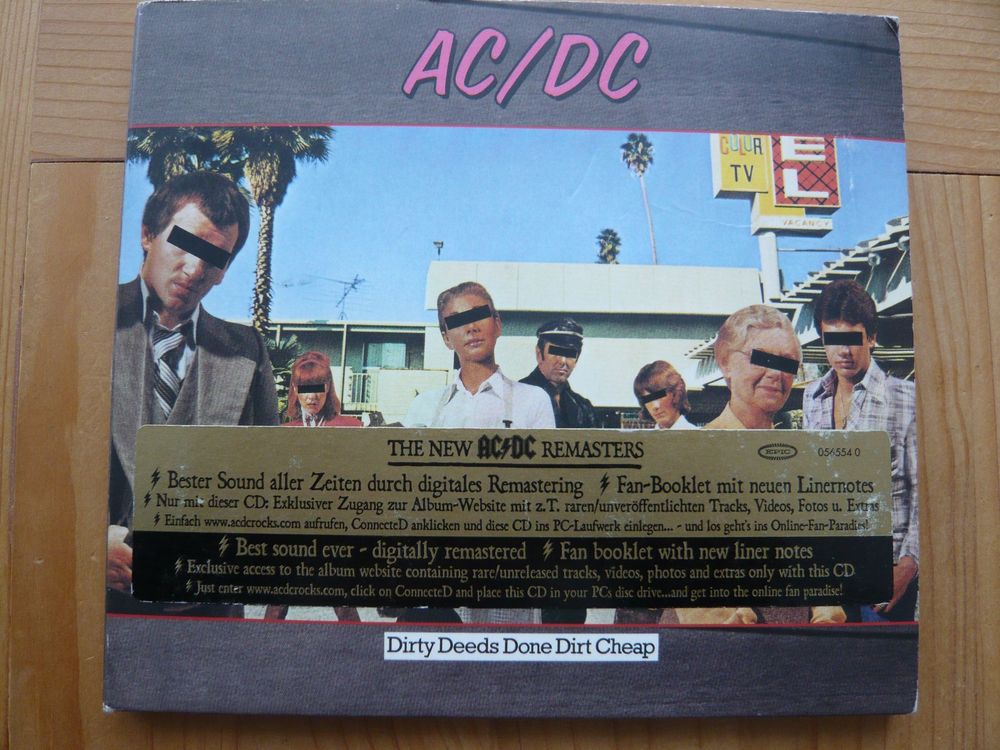 AC/DC
COLOR
TV
EL
VACANCY
THE NEW AC⚡DC REMASTERS
EPIC
056554 0
Bester Sound aller Zeiten durch digitales Remastering Fan-Booklet mit neuen Linernotes
Nur mit dieser CD: Exklusiver Zugang zur Album-Website mit z.T. raren/unveröffentlichten Tracks, Videos, Fotos u. Extras
Einfach www.acdcrocks.com aufrufen, ConnecteD anklicken und diese CD ins PC-Laufwerk einlegen... - und los geht's ins Online-Fan-Paradies!
Best sound ever - digitally remastered Fan booklet with new liner notes
Exclusive access to the album website containing rare/unreleased tracks, videos, photos and extras only with this CD
Just enter www.acdcrocks.com, click on ConnecteD and place this CD in your PCs disc drive...and get into the online fan paradise!
Dirty Deeds Done Dirt Cheap